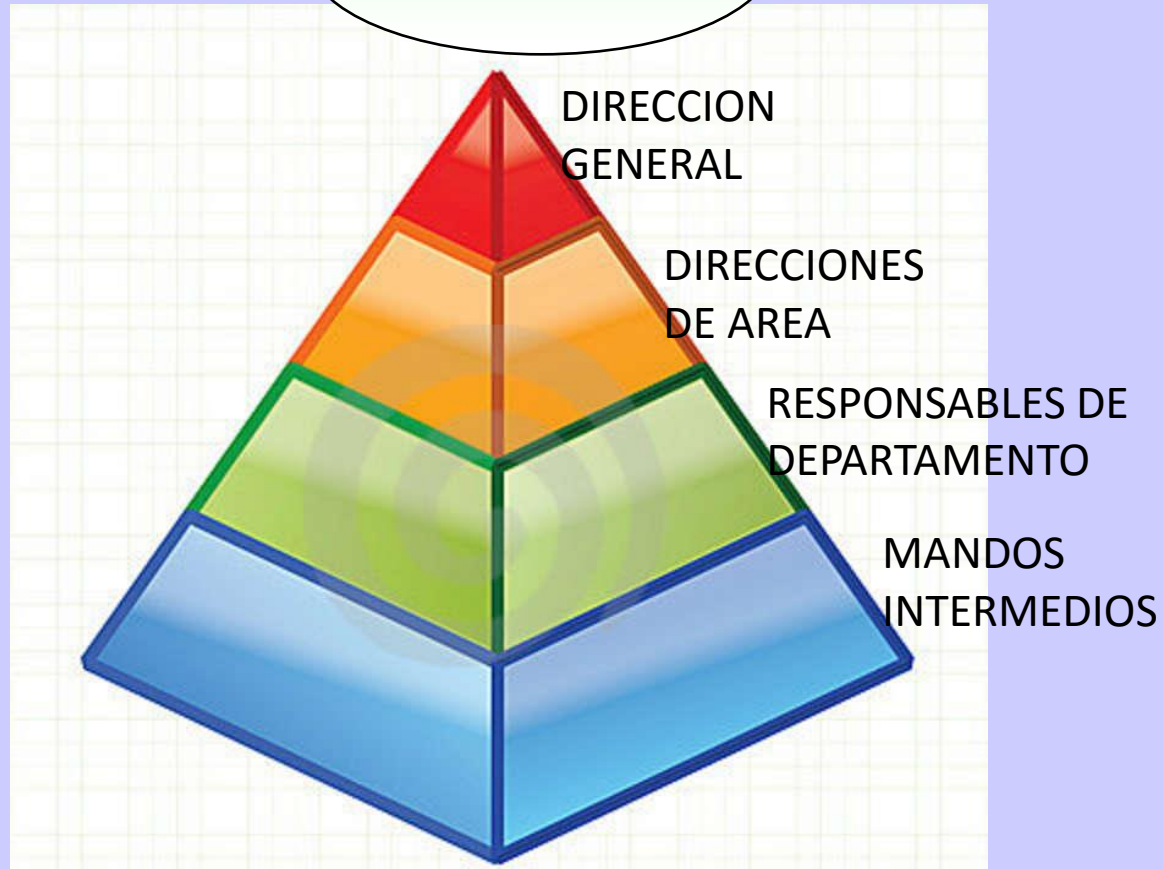 DIRECCION
GENERAL
DIRECCIONES
DE AREA
RESPONSABLES DE
DEPARTAMENTO
MANDOS
INTERMEDIOS